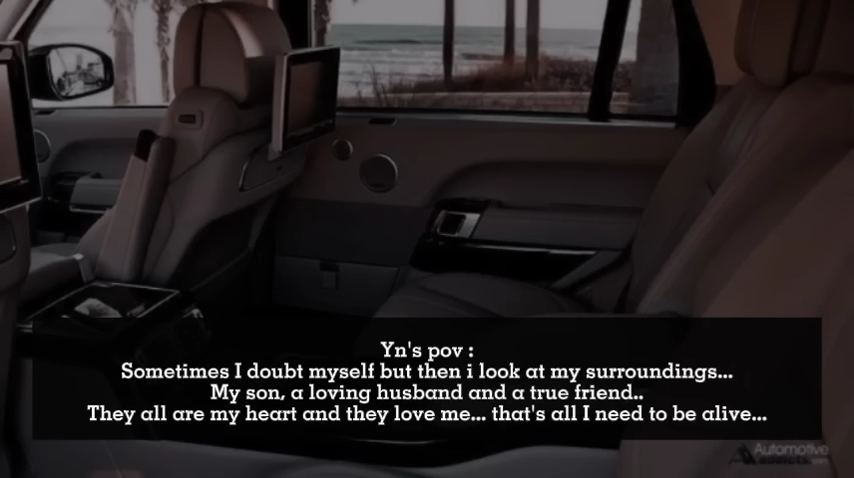 Yn's pov :
Sometimes I doubt myself but then i look at my surroundings...
My son, a loving husband and a true friend..
They all are my heart and they love me... that's all I need to be alive...
Automotive